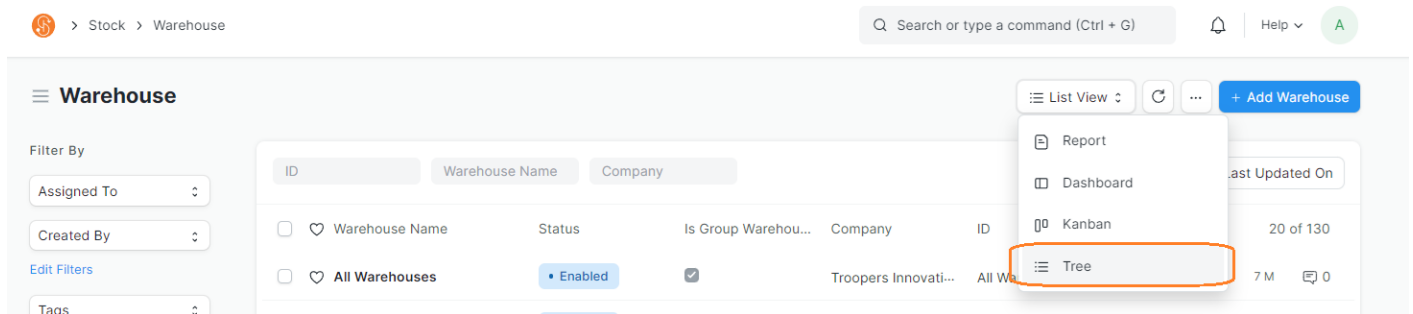 Stock > Warehouse
Search or type a command (Ctrl + G)
Help
A
Warehouse
List View
...
+ Add Warehouse
Report
Dashboard
Kanban
Tree
Filter By
Assigned To
Created By
Edit Filters
Tags
ID
Warehouse Name
Company
Last Updated On
Warehouse Name
Status
Is Group Warehou...
Company
ID
20 of 130
All Warehouses
• Enabled
Troopers Innovati...
All Wa
7 M
0